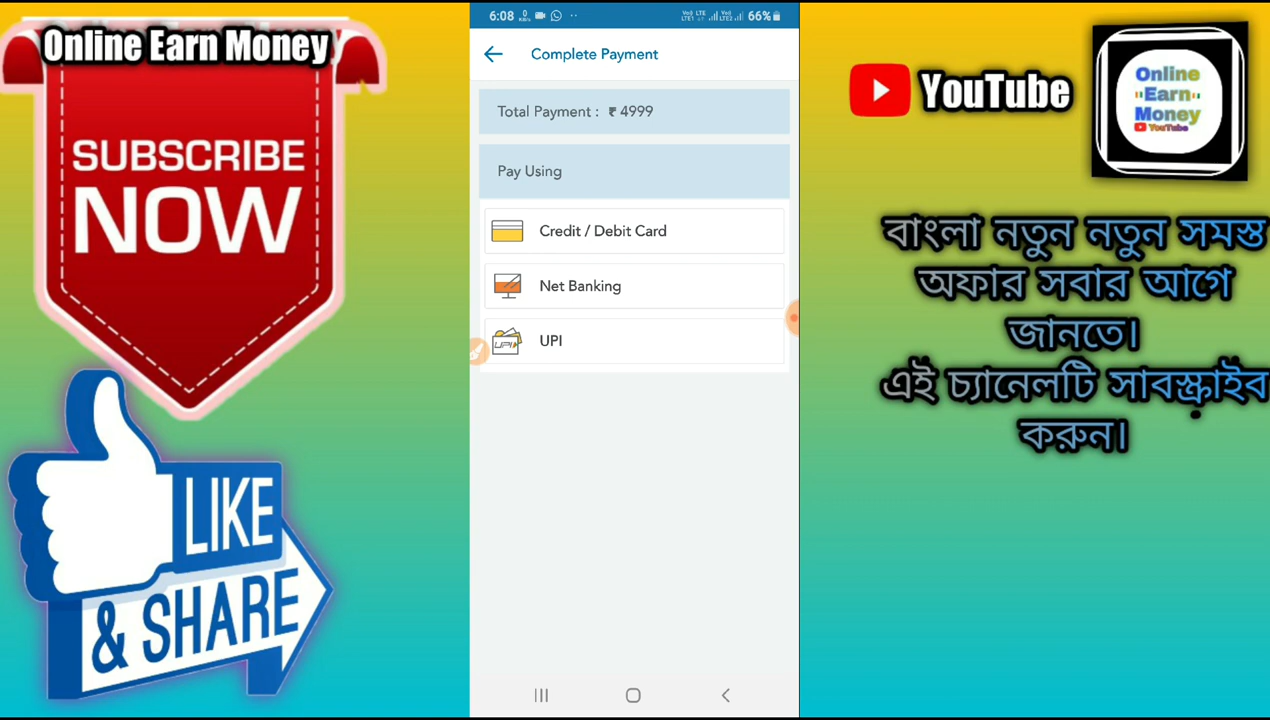 Online Earn Money
SUBSCRIBE
NOW
LIKE
& SHARE
6:08
0
KB/s
66%
Complete Payment
Total Payment : ₹ 4999
Pay Using
Credit / Debit Card
Net Banking
UPI
YouTube
Online
Earn
Money
YouTube
বাংলা নতুন নতুন সমস্ত
অফার সবার আগে
জানতে।
এই চ্যানেলটি সাবস্ক্রাইব
করুন।